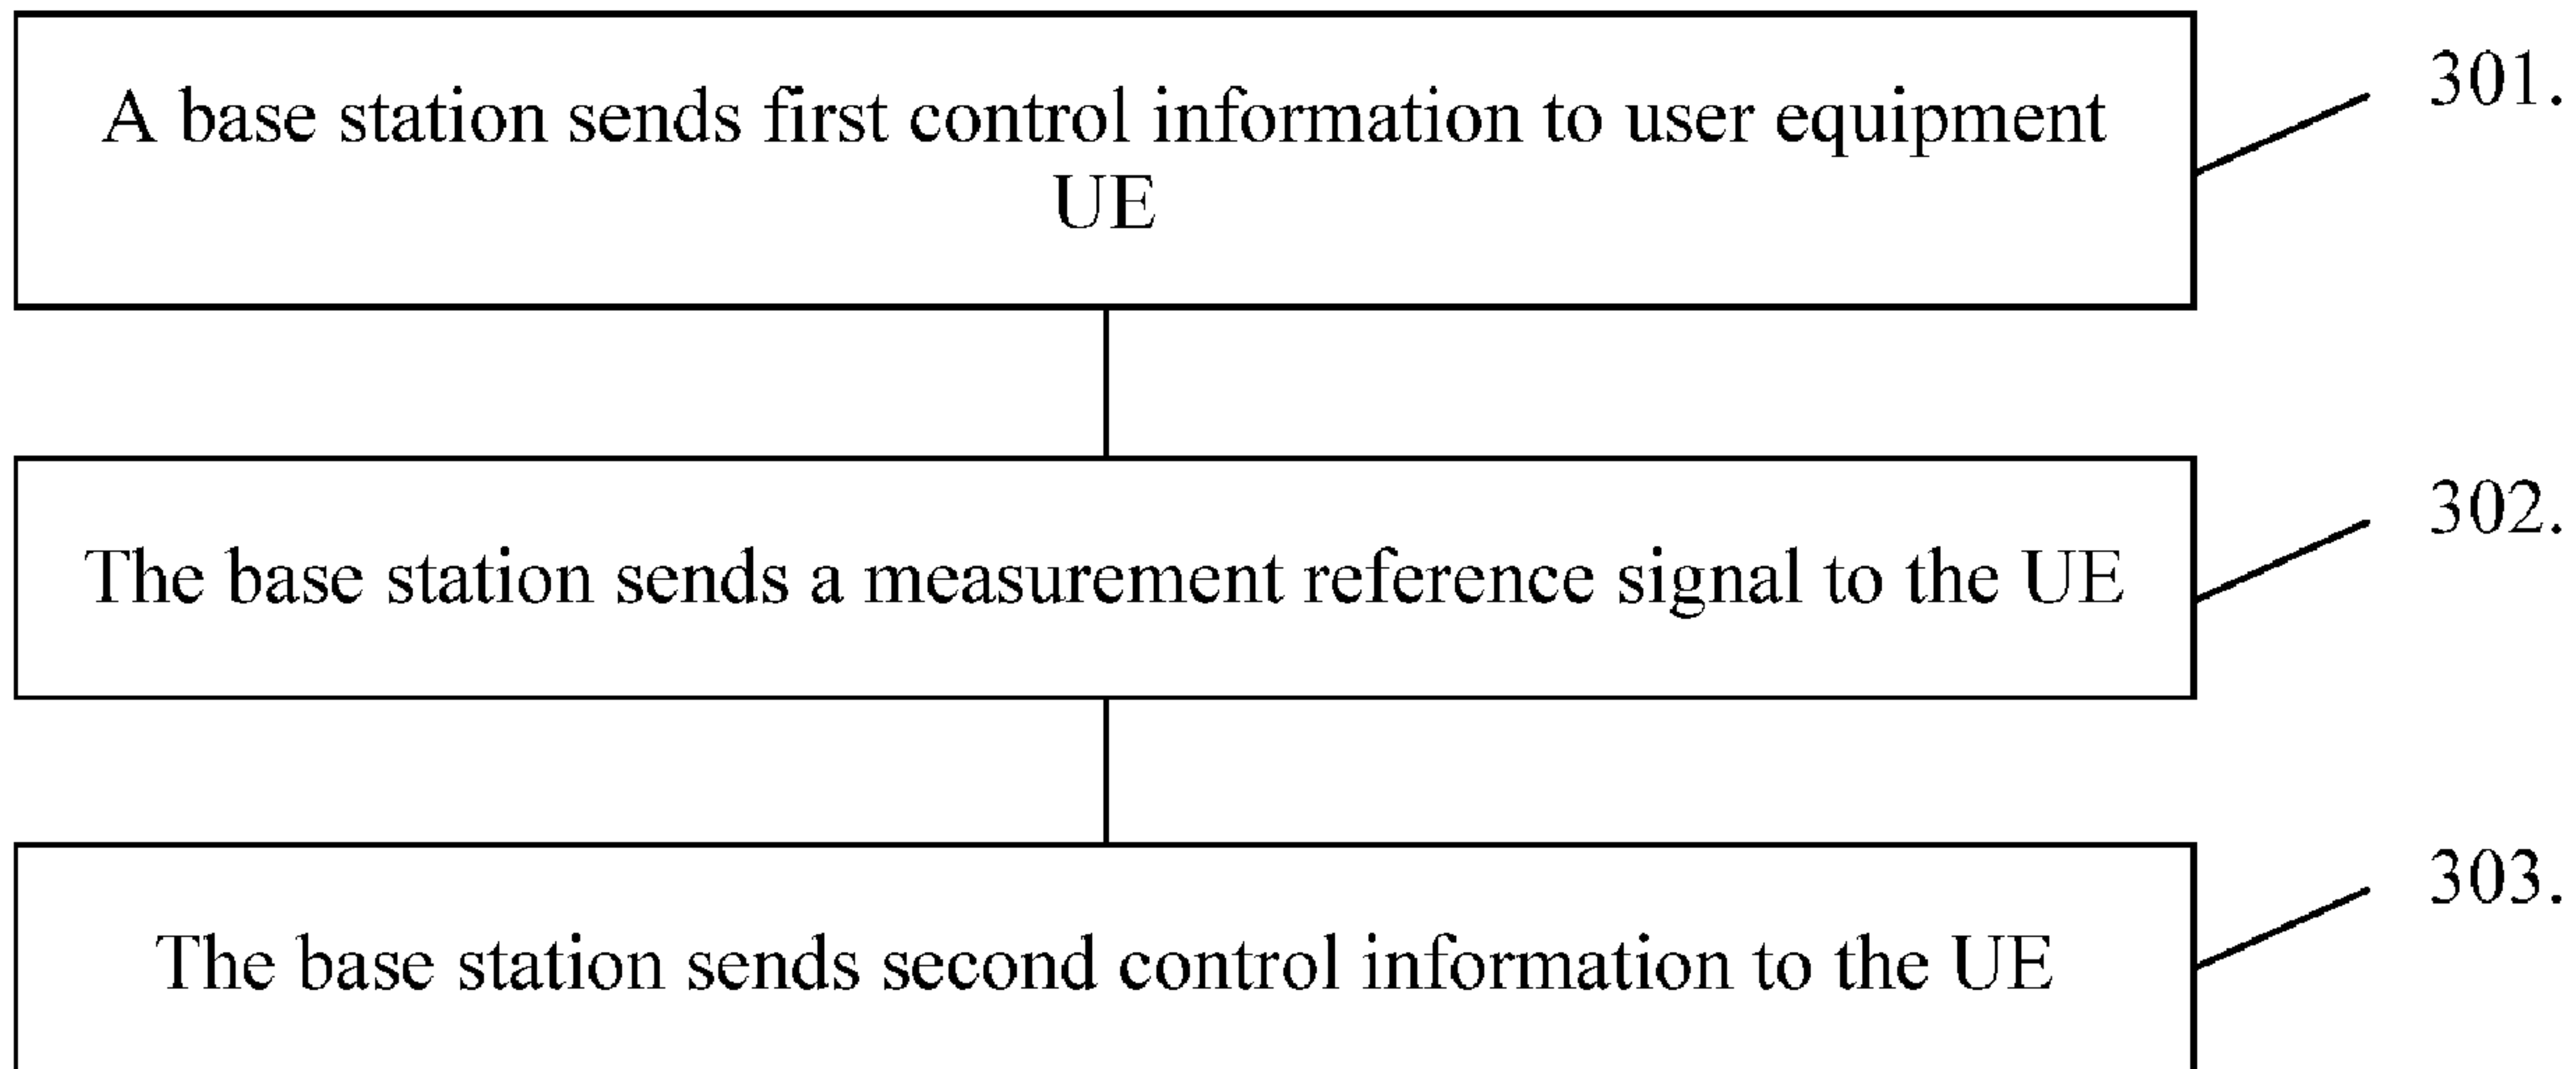 A base station sends first control information to user equipment
UE
301.
The base station sends a measurement reference signal to the UE
302.
The base station sends second control information to the UE
303.